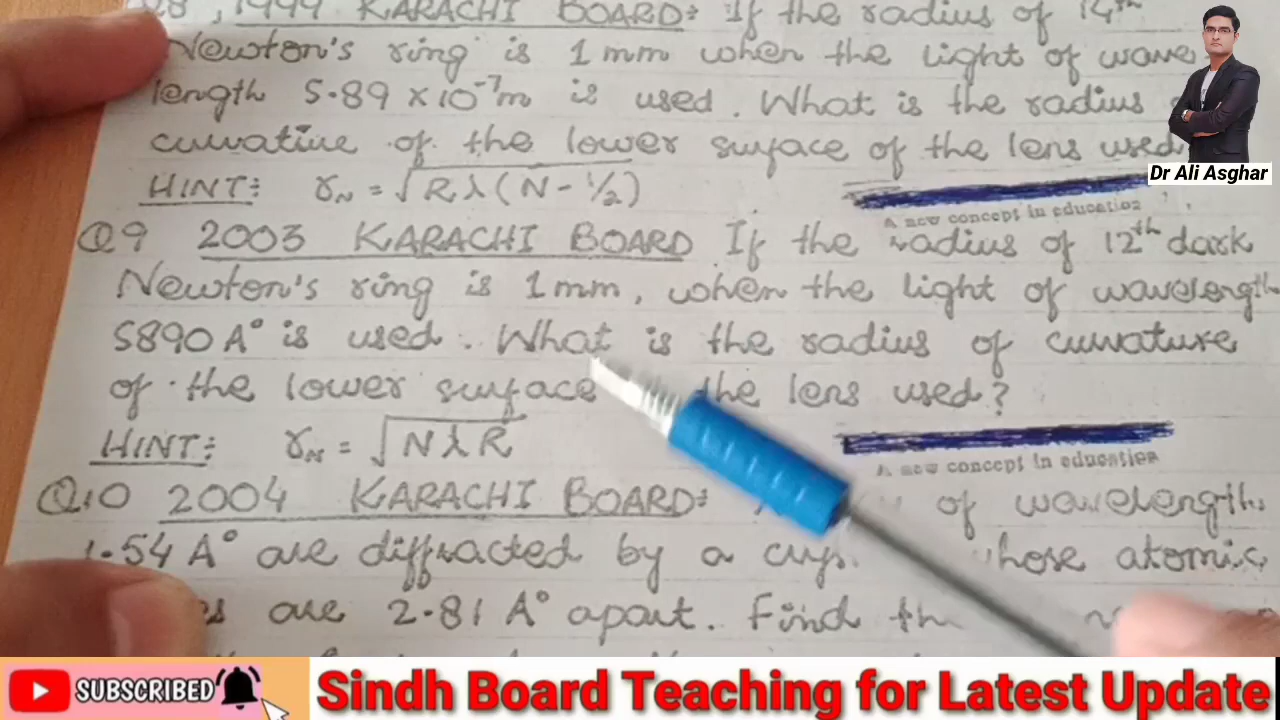 Q8, 1999 KARACHI BOARD: If the radius of 14th
Newton's ring is 1 mm when the light of wave
length 5.89 x 10⁻⁷m is used. What is the radius
curvature of the lower surface of the lens used
HINT: rN = √Rλ(N - 1/2)
Dr Ali Asghar
A new concept in education
Q9 2003 KARACHI BOARD If the radius of 12th dark
Newton's ring is 1mm, when the light of wavelength
5890 A° is used. What is the radius of curvature
of the lower surface the lens used?
HINT: rN = √NλR
A new concept in education
Q10 2004 KARACHI BOARD: of wavelength
1.54 A° are diffracted by a whose atomic
are 2.81 A° apart. Find
SUBSCRIBED
Sindh Board Teaching for Latest Update